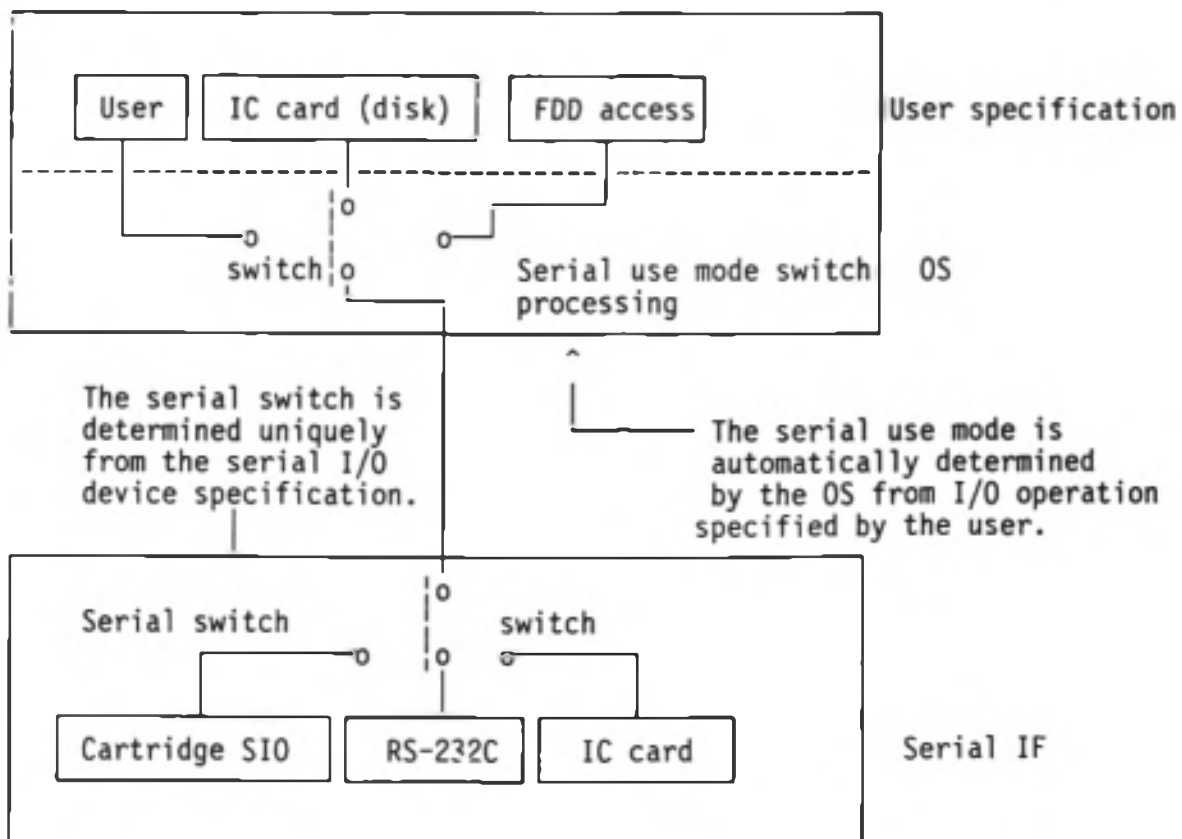 User
IC card (disk)
FDD access
User specification
switch
Serial use mode switch
processing
OS
The serial switch is
determined uniquely
from the serial I/O
device specification.
The serial use mode is
automatically determined
by the OS from I/O operation
specified by the user.
Serial switch
switch
Cartridge SIO
RS-232C
IC card
Serial IF